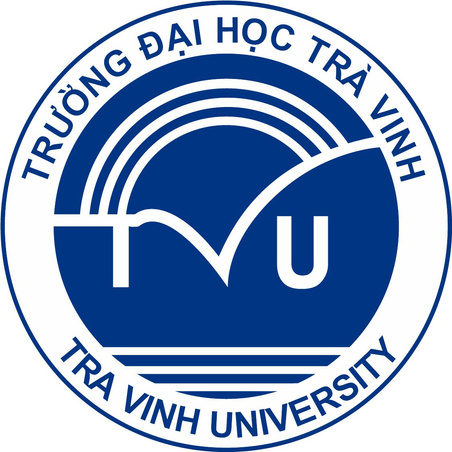 TRƯỜNG ĐẠI HỌC TRÀ VINH
TVU
TRA VINH UNIVERSITY